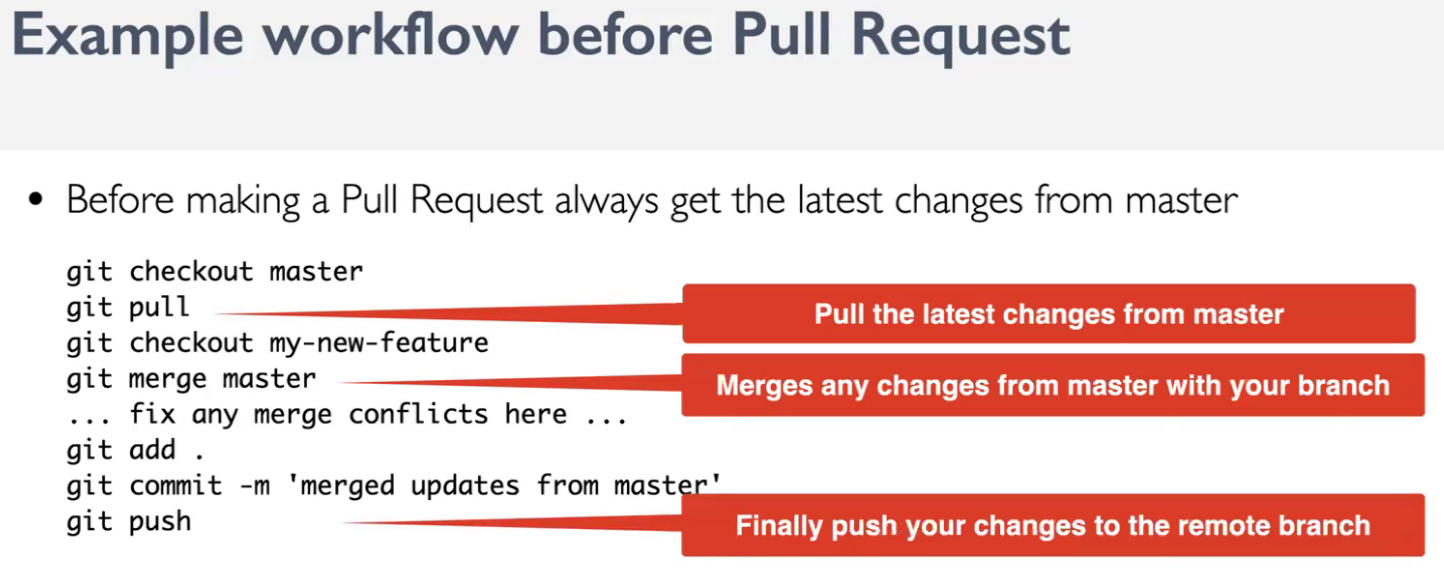 Example workflow before Pull Request
• Before making a Pull Request always get the latest changes from master
git checkout master
git pull
Pull the latest changes from master
git checkout my-new-feature
git merge master
Merges any changes from master with your branch
... fix any merge conflicts here ...
git add .
git commit -m 'merged updates from master'
git push
Finally push your changes to the remote branch